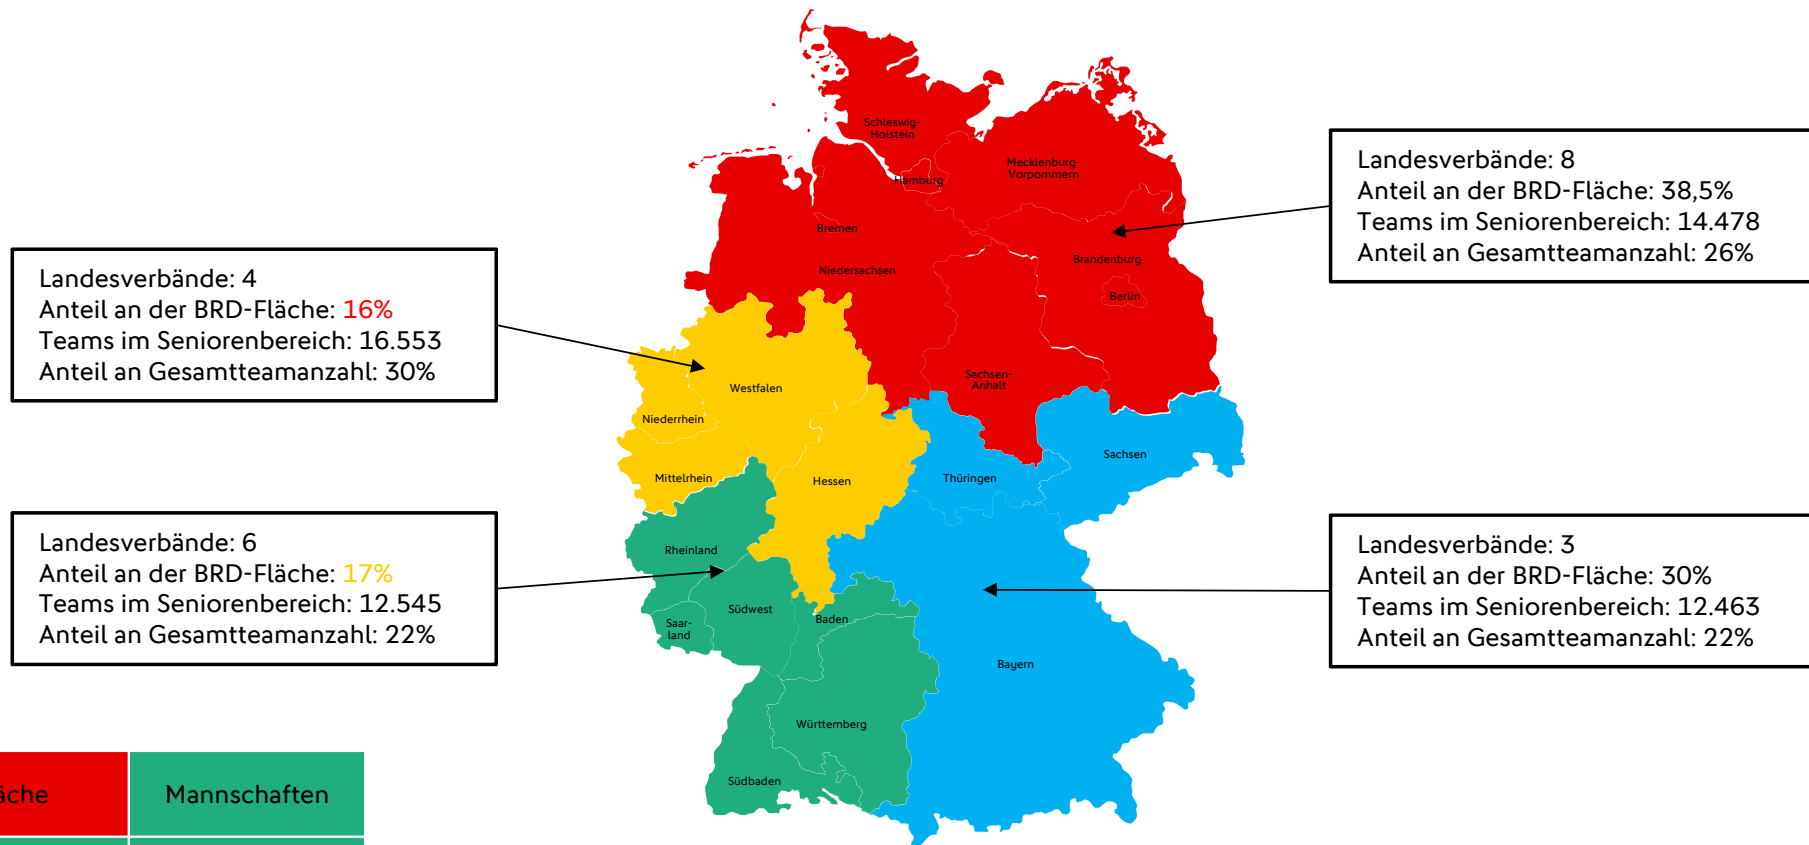 Schleswig-
Holstein
Mecklenburg-
Vorpommern
Hamburg
Bremen
Niedersachsen
Brandenburg
Berlin
Sachsen-
Anhalt
Westfalen
Niederrhein
Mittelrhein
Hessen
Thüringen
Sachsen
Rheinland
Südwest
Saar-
land
Baden
Bayern
Württemberg
Südbaden
Landesverbände: 8
Anteil an der BRD-Fläche: 38,5%
Teams im Seniorenbereich: 14.478
Anteil an Gesamtteamanzahl: 26%
Landesverbände: 4
Anteil an der BRD-Fläche: 16%
Teams im Seniorenbereich: 16.553
Anteil an Gesamtteamanzahl: 30%
Landesverbände: 6
Anteil an der BRD-Fläche: 17%
Teams im Seniorenbereich: 12.545
Anteil an Gesamtteamanzahl: 22%
Landesverbände: 3
Anteil an der BRD-Fläche: 30%
Teams im Seniorenbereich: 12.463
Anteil an Gesamtteamanzahl: 22%
Mannschaften